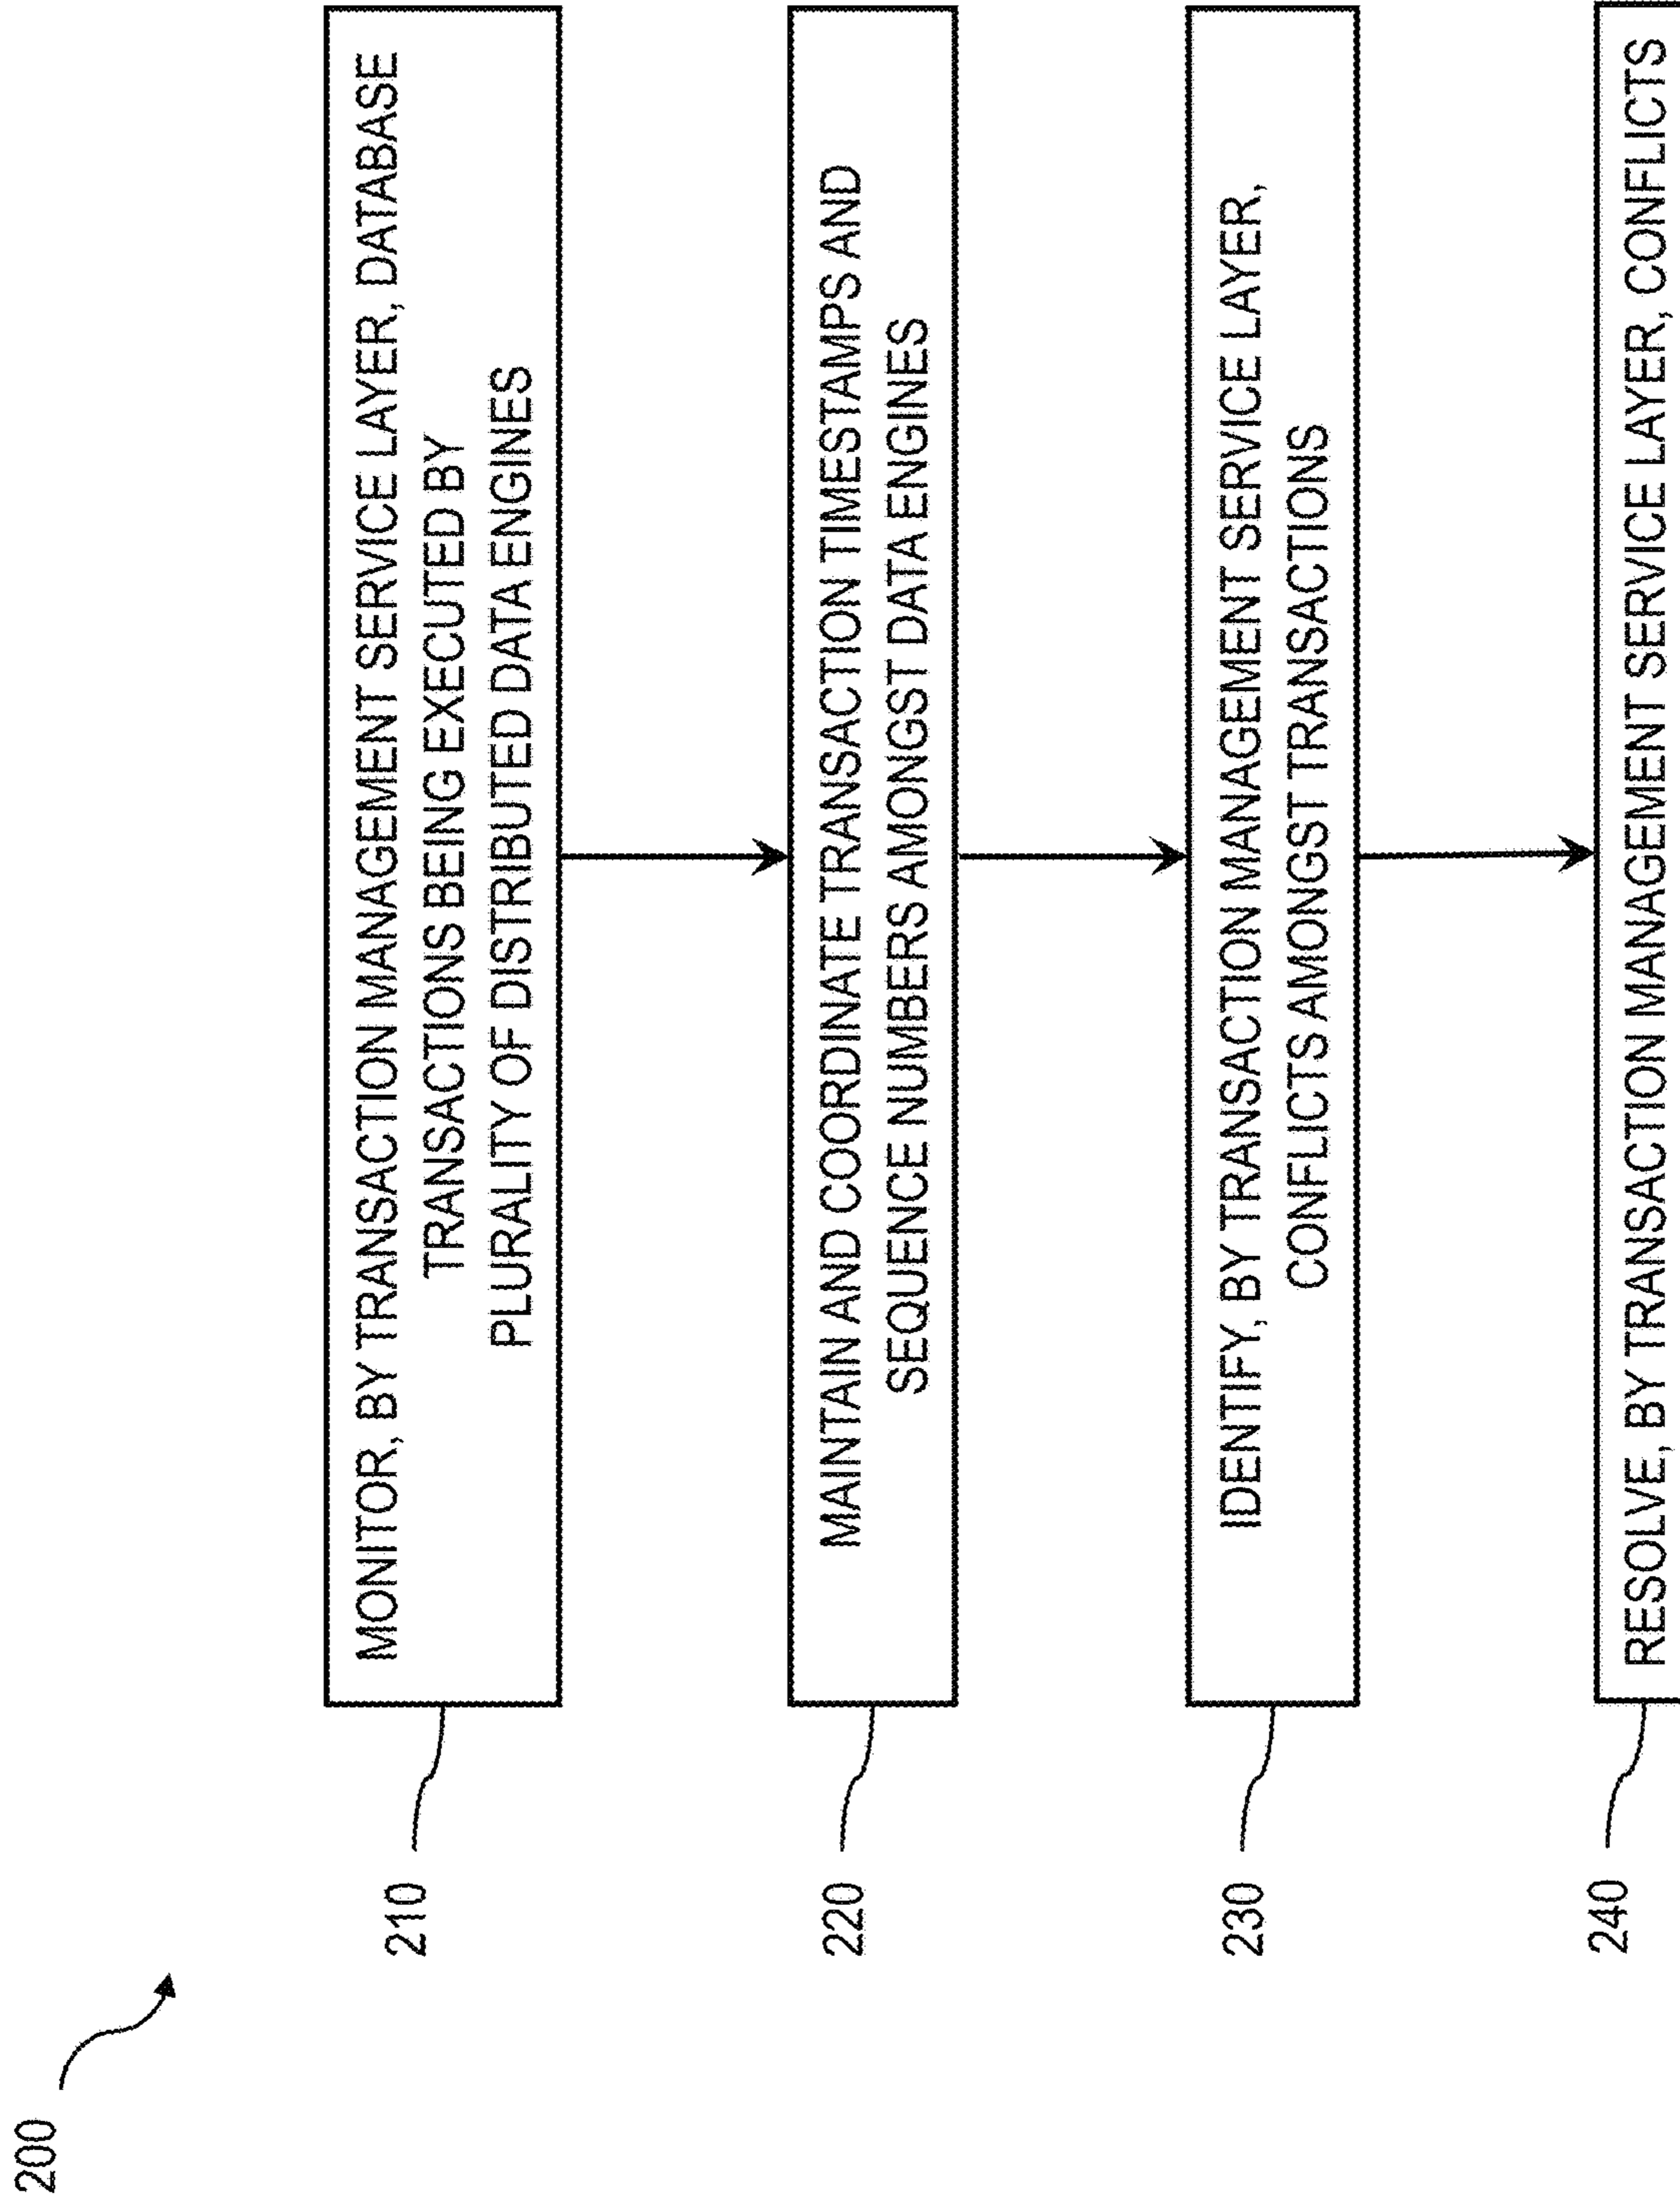 200
210
MONITOR, BY TRANSACTION MANAGEMENT SERVICE LAYER, DATABASE
TRANSACTIONS BEING EXECUTED BY
PLURALITY OF DISTRIBUTED DATA ENGINES
220
MAINTAIN AND COORDINATE TRANSACTION TIMESTAMPS AND
SEQUENCE NUMBERS AMONGST DATA ENGINES
230
IDENTIFY, BY TRANSACTION MANAGEMENT SERVICE LAYER,
CONFLICTS AMONGST TRANSACTIONS
240
RESOLVE, BY TRANSACTION MANAGEMENT SERVICE LAYER, CONFLICTS